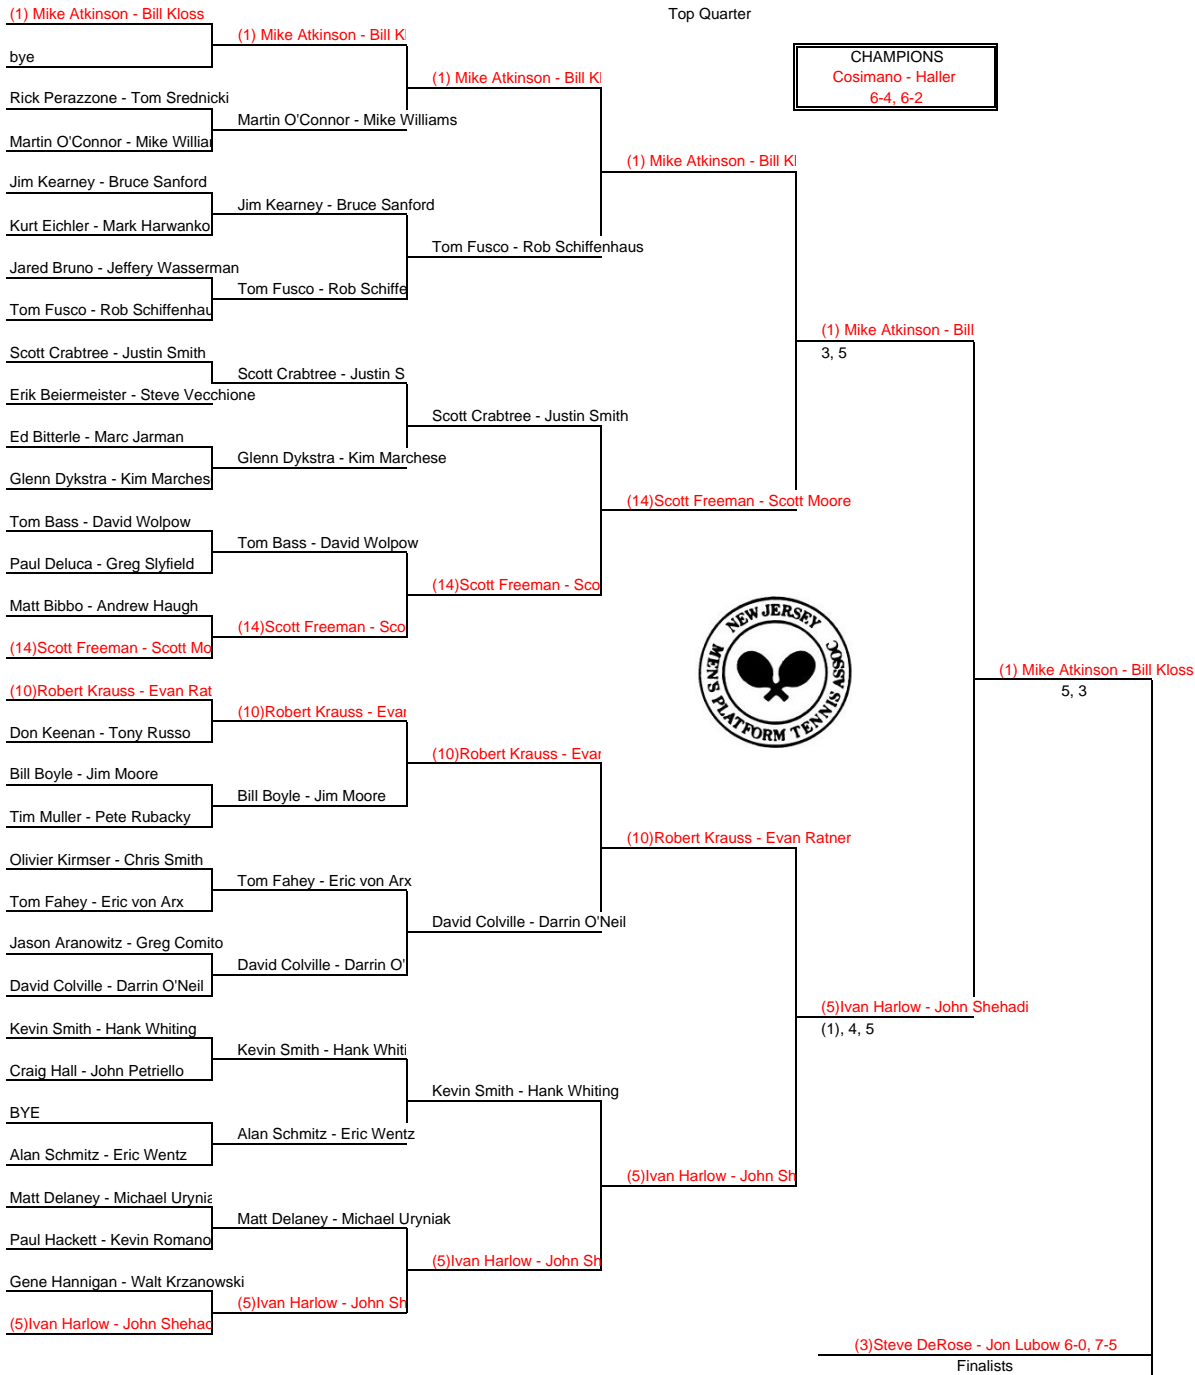 Top Quarter
CHAMPIONS
Cosimano - Haller
6-4, 6-2
(1) Mike Atkinson - Bill Kloss
bye
Rick Perazzone - Tom Srednicki
Martin O'Connor - Mike Williar
Jim Kearney - Bruce Sanford
Kurt Eichler - Mark Harwanko
Jared Bruno - Jeffery Wasserman
Tom Fusco - Rob Schiffenhau
Scott Crabtree - Justin Smith
Erik Beiermeister - Steve Vecchione
Ed Bitterle - Marc Jarman
Glenn Dykstra - Kim Marches
Tom Bass - David Wolpow
Paul Deluca - Greg Slyfield
Matt Bibbo - Andrew Haugh
(14)Scott Freeman - Scott Mo
(10)Robert Krauss - Evan Rat
Don Keenan - Tony Russo
Bill Boyle - Jim Moore
Tim Muller - Pete Rubacky
Olivier Kirmser - Chris Smith
Tom Fahey - Eric von Arx
Jason Aranowitz - Greg Comito
David Colville - Darrin O'Neil
Kevin Smith - Hank Whiting
Craig Hall - John Petriello
BYE
Alan Schmitz - Eric Wentz
Matt Delaney - Michael Urynia
Paul Hackett - Kevin Romano
Gene Hannigan - Walt Krzanowski
(5)Ivan Harlow - John Shehad
(1) Mike Atkinson - Bill Kl
Martin O'Connor - Mike Williams
Jim Kearney - Bruce Sanford
Tom Fusco - Rob Schiffe
Scott Crabtree - Justin S
Glenn Dykstra - Kim Marchese
Tom Bass - David Wolpow
(14)Scott Freeman - Sco
(10)Robert Krauss - Evar
Bill Boyle - Jim Moore
Tom Fahey - Eric von Arx
David Colville - Darrin O'
Kevin Smith - Hank Whiti
Alan Schmitz - Eric Wentz
Matt Delaney - Michael Uryniak
(5)Ivan Harlow - John Sh
(1) Mike Atkinson - Bill Kl
Tom Fusco - Rob Schiffenhaus
Scott Crabtree - Justin Smith
(14)Scott Freeman - Sco
(10)Robert Krauss - Evar
David Colville - Darrin O'Neil
Kevin Smith - Hank Whiting
(5)Ivan Harlow - John Sh
(1) Mike Atkinson - Bill Kl
(14)Scott Freeman - Scott Moore
(10)Robert Krauss - Evan Ratner
(5)Ivan Harlow - John Sh
(1) Mike Atkinson - Bill
3, 5
(5)Ivan Harlow - John Shehadi
(1), 4, 5
NEW JERSEY
MENS PLATFORM TENNIS ASSOC
(1) Mike Atkinson - Bill Kloss
5, 3
(3)Steve DeRose - Jon Lubow 6-0, 7-5
Finalists